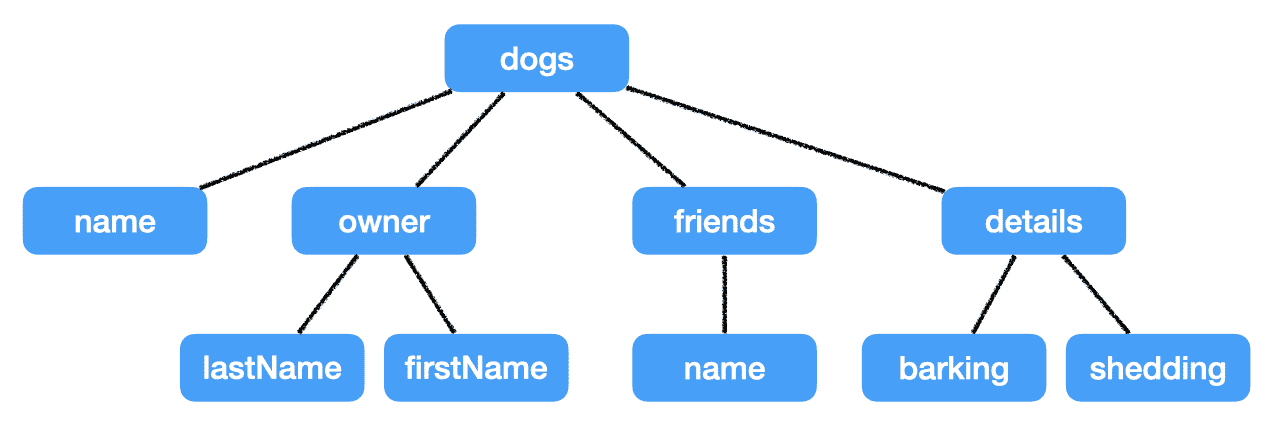 dogs
name
owner
friends
details
lastName
firstName
name
barking
shedding